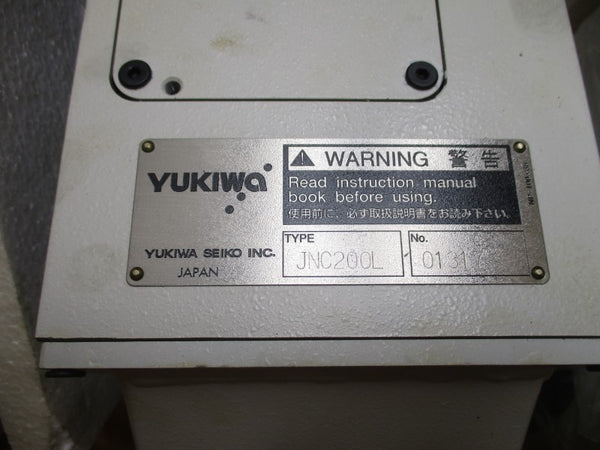 YUKIWA
⚠ WARNING 警告
Read instruction manual
book before using.
使用前に、必ず取扱説明書をお読み下さい。
YUKIWA SEIKO INC.
JAPAN
TYPE
JNC200L
No.